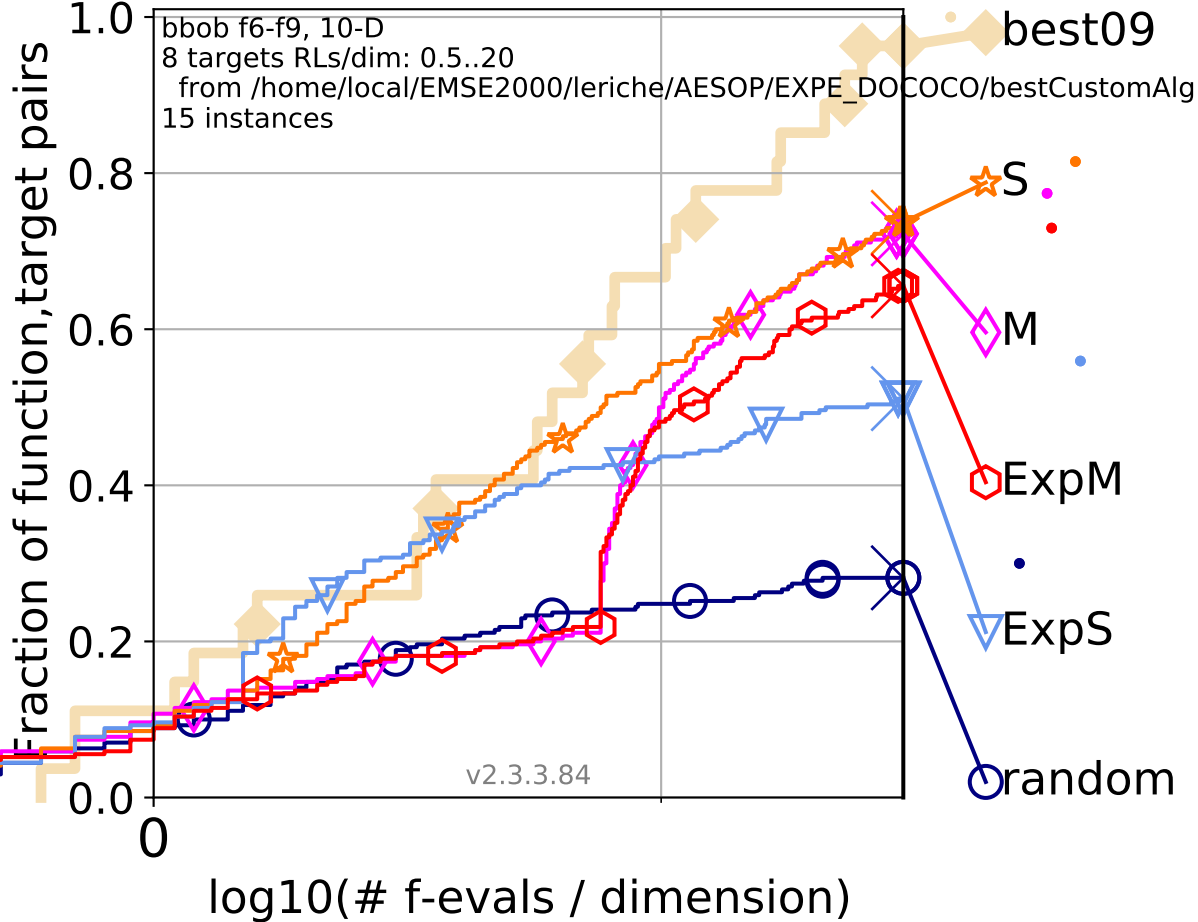 bbob f6-f9, 10-D
8 targets RLs/dim: 0.5..20
from /home/local/EMSE2000/leriche/AESOP/EXPE_DOCOCO/bestCustomAlg
15 instances
Fraction of function,target pairs
1.0
0.8
0.6
0.4
0.2
0.0
0
log10(# f-evals / dimension)
v2.3.3.84
best09
S
M
ExpM
ExpS
random